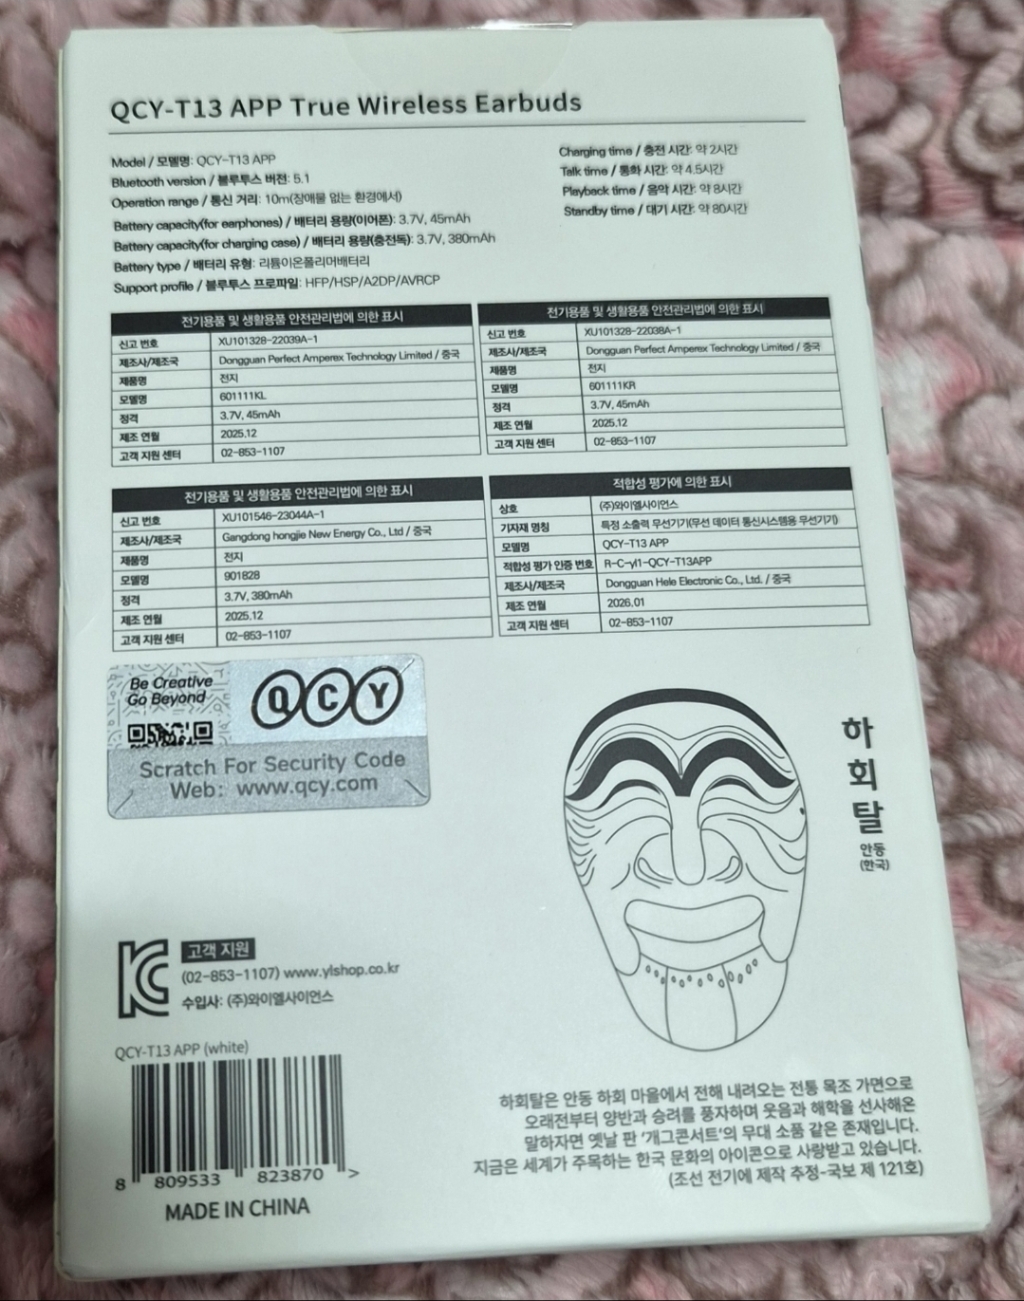 QCY-T13 APP True Wireless Earbuds
Model / 모델명: QCY-T13 APP
Bluetooth version / 블루투스 버전: 5.1
Operation range / 통신 거리: 10m(장애물 없는 환경에서)
Battery capacity(for earphones) / 배터리 용량(이어폰): 3.7V, 45mAh
Battery capacity(for charging case) / 배터리 용량(충전독): 3.7V, 380mAh
Battery type / 배터리 유형: 리튬이온폴리머배터리
Support profile / 블루투스 프로파일: HFP/HSP/A2DP/AVRCP
Charging time / 충전 시간: 약 2시간
Talk time / 통화 시간: 약 4.5시간
Playback time / 음악 시간: 약 8시간
Standby time / 대기 시간: 약 80시간
전기용품 및 생활용품 안전관리법에 의한 표시
신고 번호 XU101328-22039A-1
제조사/제조국 Dongguan Perfect Amperex Technology Limited / 중국
제품명 전지
모델명 601111KL
정격 3.7V, 45mAh
제조 연월 2025.12
고객 지원 센터 02-853-1107
전기용품 및 생활용품 안전관리법에 의한 표시
신고 번호 XU101328-22038A-1
제조사/제조국 Dongguan Perfect Amperex Technology Limited / 중국
제품명 전지
모델명 601111KR
정격 3.7V, 45mAh
제조 연월 2025.12
고객 지원 센터 02-853-1107
전기용품 및 생활용품 안전관리법에 의한 표시
신고 번호 XU101546-23044A-1
제조사/제조국 Gangdong hongjie New Energy Co., Ltd / 중국
제품명 전지
모델명 901828
정격 3.7V, 380mAh
제조 연월 2025.12
고객 지원 센터 02-853-1107
적합성 평가에 의한 표시
상호 (주)와이엘사이언스
기자재 명칭 특정 소출력 무선기기(무선 데이터 통신시스템용 무선기기)
모델명 QCY-T13 APP
적합성 평가 인증 번호 R-C-yl1-QCY-T13APP
제조사/제조국 Dongguan Hele Electronic Co., Ltd. / 중국
제조 연월 2026.01
고객 지원 센터 02-853-1107
Be Creative
Go Beyond
QCY
Scratch For Security Code
Web: www.qcy.com
하회탈
안동
(한국)
KC
고객 지원
(02-853-1107) www.ylshop.co.kr
수입사: (주)와이엘사이언스
QCY-T13 APP (white)
8 809533 823870 >
MADE IN CHINA
하회탈은 안동 하회 마을에서 전해 내려오는 전통 목조 가면으로
오래전부터 양반과 승려를 풍자하며 웃음과 해학을 선사해온
말하자면 옛날 판 '개그콘서트'의 무대 소품 같은 존재입니다.
지금은 세계가 주목하는 한국 문화의 아이콘으로 사랑받고 있습니다.
(조선 전기에 제작 추정-국보 제 121호)